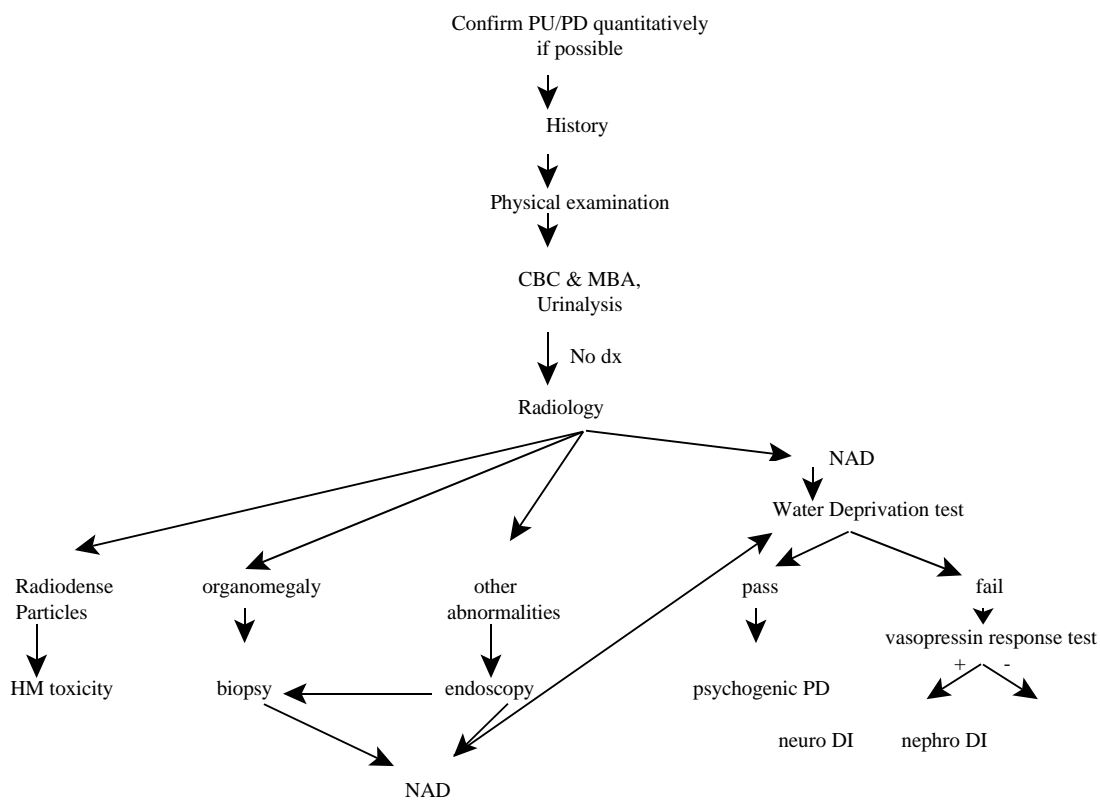 Confirm PU/PD quantitatively
if possible
History
Physical examination
CBC & MBA,
Urinalysis
No dx
Radiology
NAD
Water Deprivation test
Radiodense
Particles
organomegaly
other
abnormalities
pass
fail
vasopressin response test
+ -
HM toxicity
biopsy
endoscopy
psychogenic PD
neuro DI
nephro DI
NAD